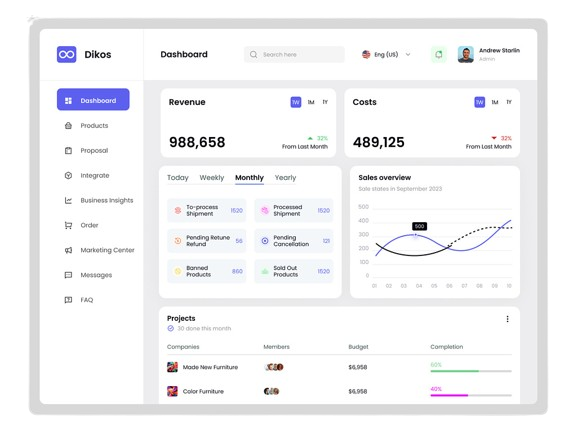 Dikos
Dashboard
Search here
Eng (US)
Andrew Starlin
Admin
Dashboard
Products
Proposal
Integrate
Business Insights
Order
Marketing Center
Messages
FAQ
Revenue
1W 1M 1Y
988,658
32%
From Last Month
Costs
1W 1M 1Y
489,125
32%
From Last Month
Today Weekly Monthly Yearly
To-process
Shipment
1520
Processed
Shipment
1520
Pending Retune
Refund
56
Pending
Cancellation
121
Banned
Products
860
Sold Out
Products
1520
Sales overview
Sale states in September 2023
500
400
300
200
100
0
500
01 02 03 04 05 06 07 08 09
Projects
30 done this month
Companies Members Budget Completion
Made New Furniture $6,958 60%
Color Furniture $6,958 40%